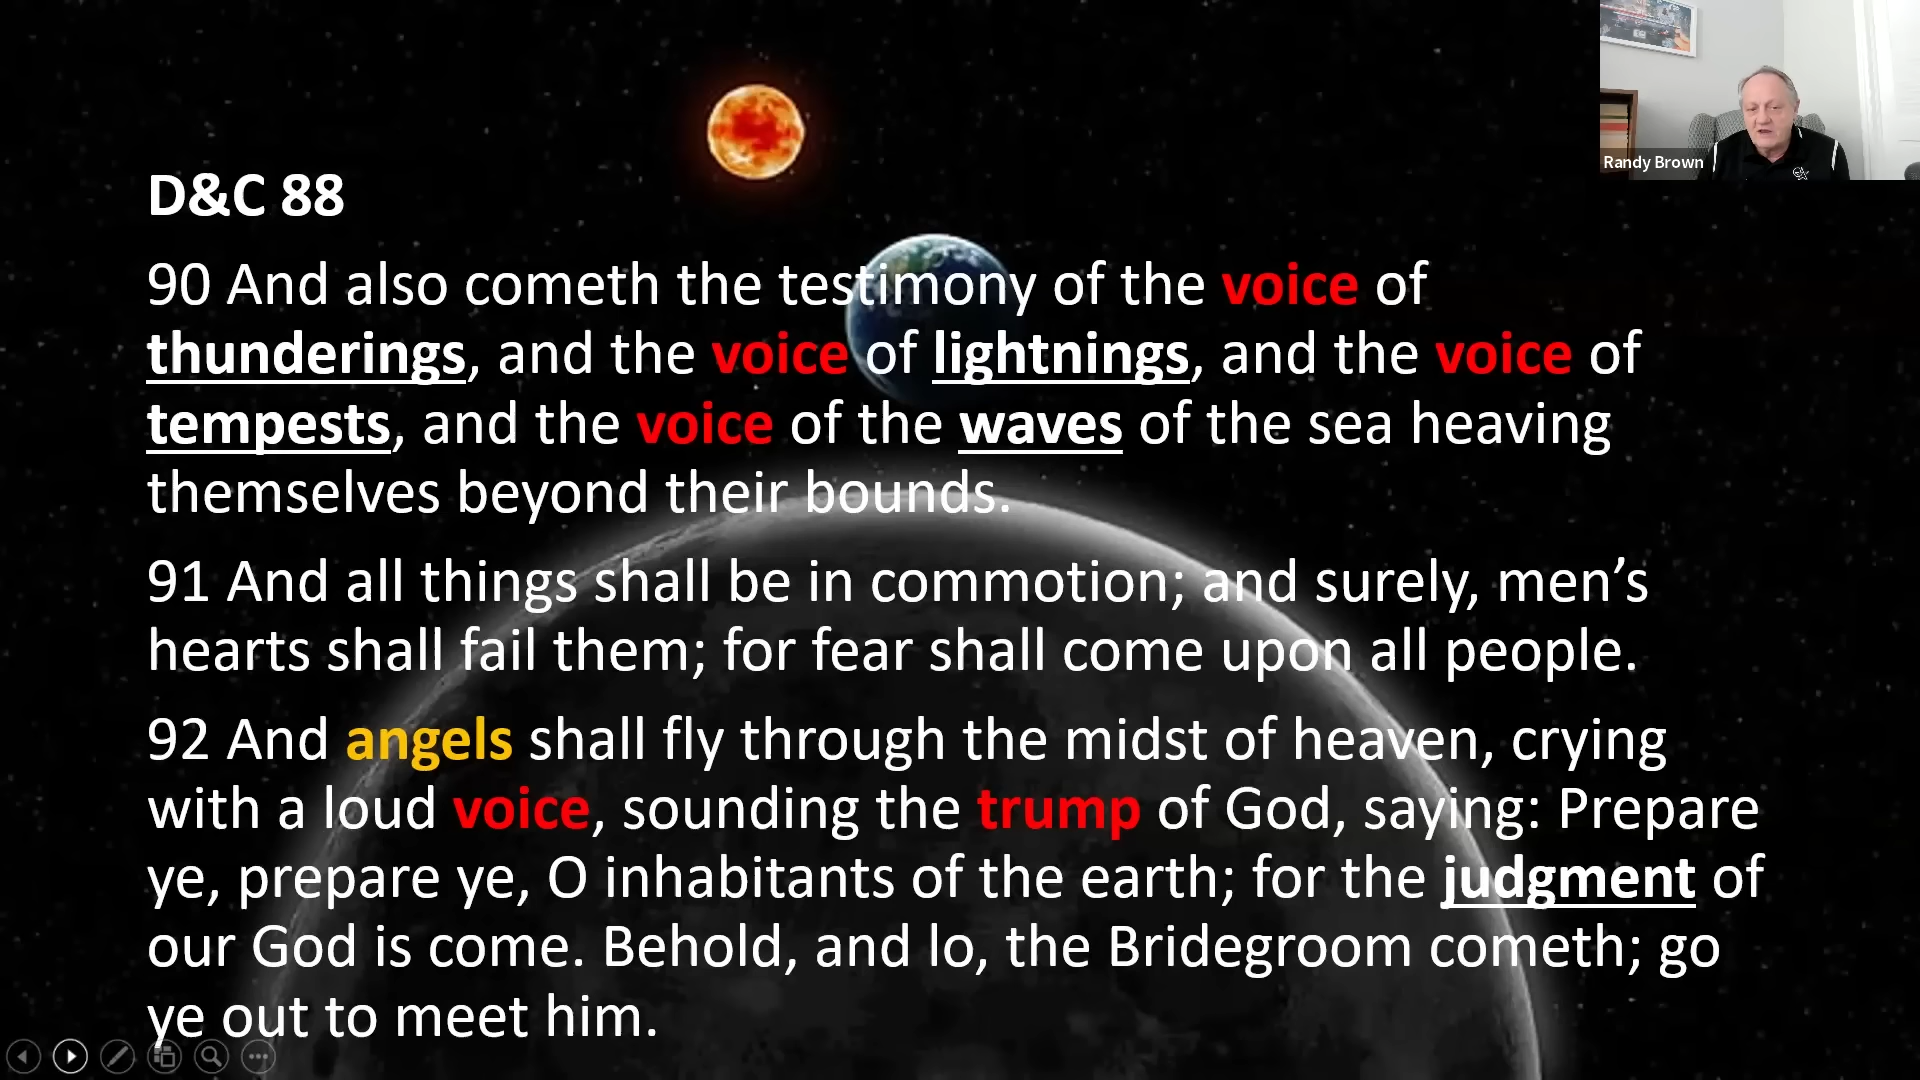 Randy Brown
D&C 88
90 And also cometh the testimony of the voice of
thunderings, and the voice of lightnings, and the voice of
tempests, and the voice of the waves of the sea heaving
themselves beyond their bounds.
91 And all things shall be in commotion; and surely, men’s
hearts shall fail them; for fear shall come upon all people.
92 And angels shall fly through the midst of heaven, crying
with a loud voice, sounding the trump of God, saying: Prepare
ye, prepare ye, O inhabitants of the earth; for the judgment of
our God is come. Behold, and lo, the Bridegroom cometh; go
ye out to meet him.